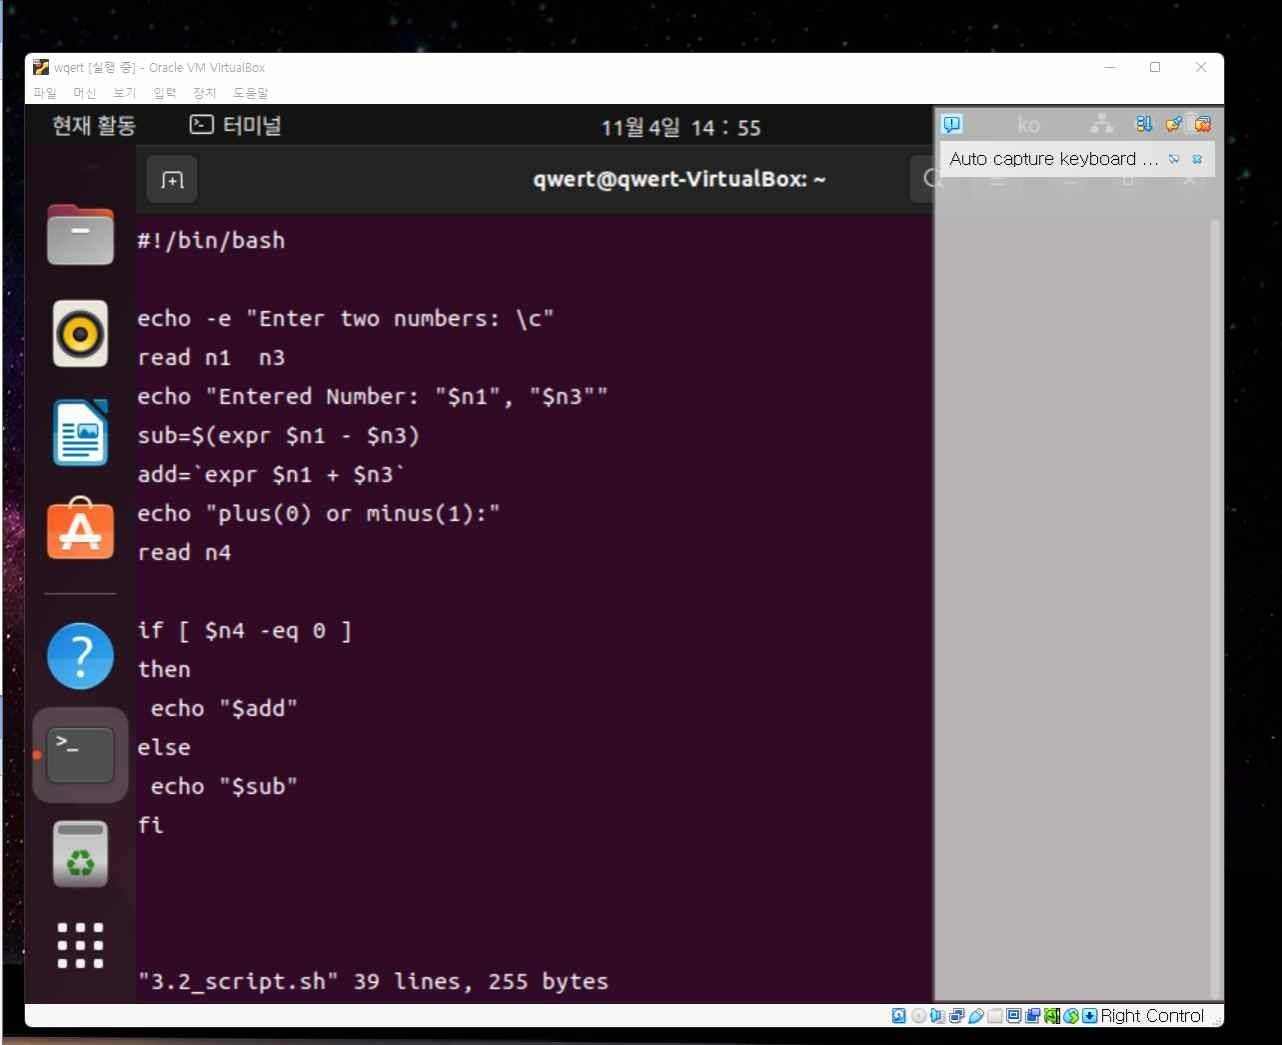 wqert [실행 중] - Oracle VM VirtualBox
파일 머신 보기 입력 장치 도움말
현재 활동 터미널 11월 4일 14 : 55 ko
Auto capture keyboard ...
qwert@qwert-VirtualBox: ~
#!/bin/bash
echo -e "Enter two numbers: \c"
read n1  n3
echo "Entered Number: "$n1", "$n3""
sub=$(expr $n1 - $n3)
add=`expr $n1 + $n3`
echo "plus(0) or minus(1):"
read n4
if [ $n4 -eq 0 ]
then
 echo "$add"
else
 echo "$sub"
fi
"3.2_script.sh" 39 lines, 255 bytes
Right Control